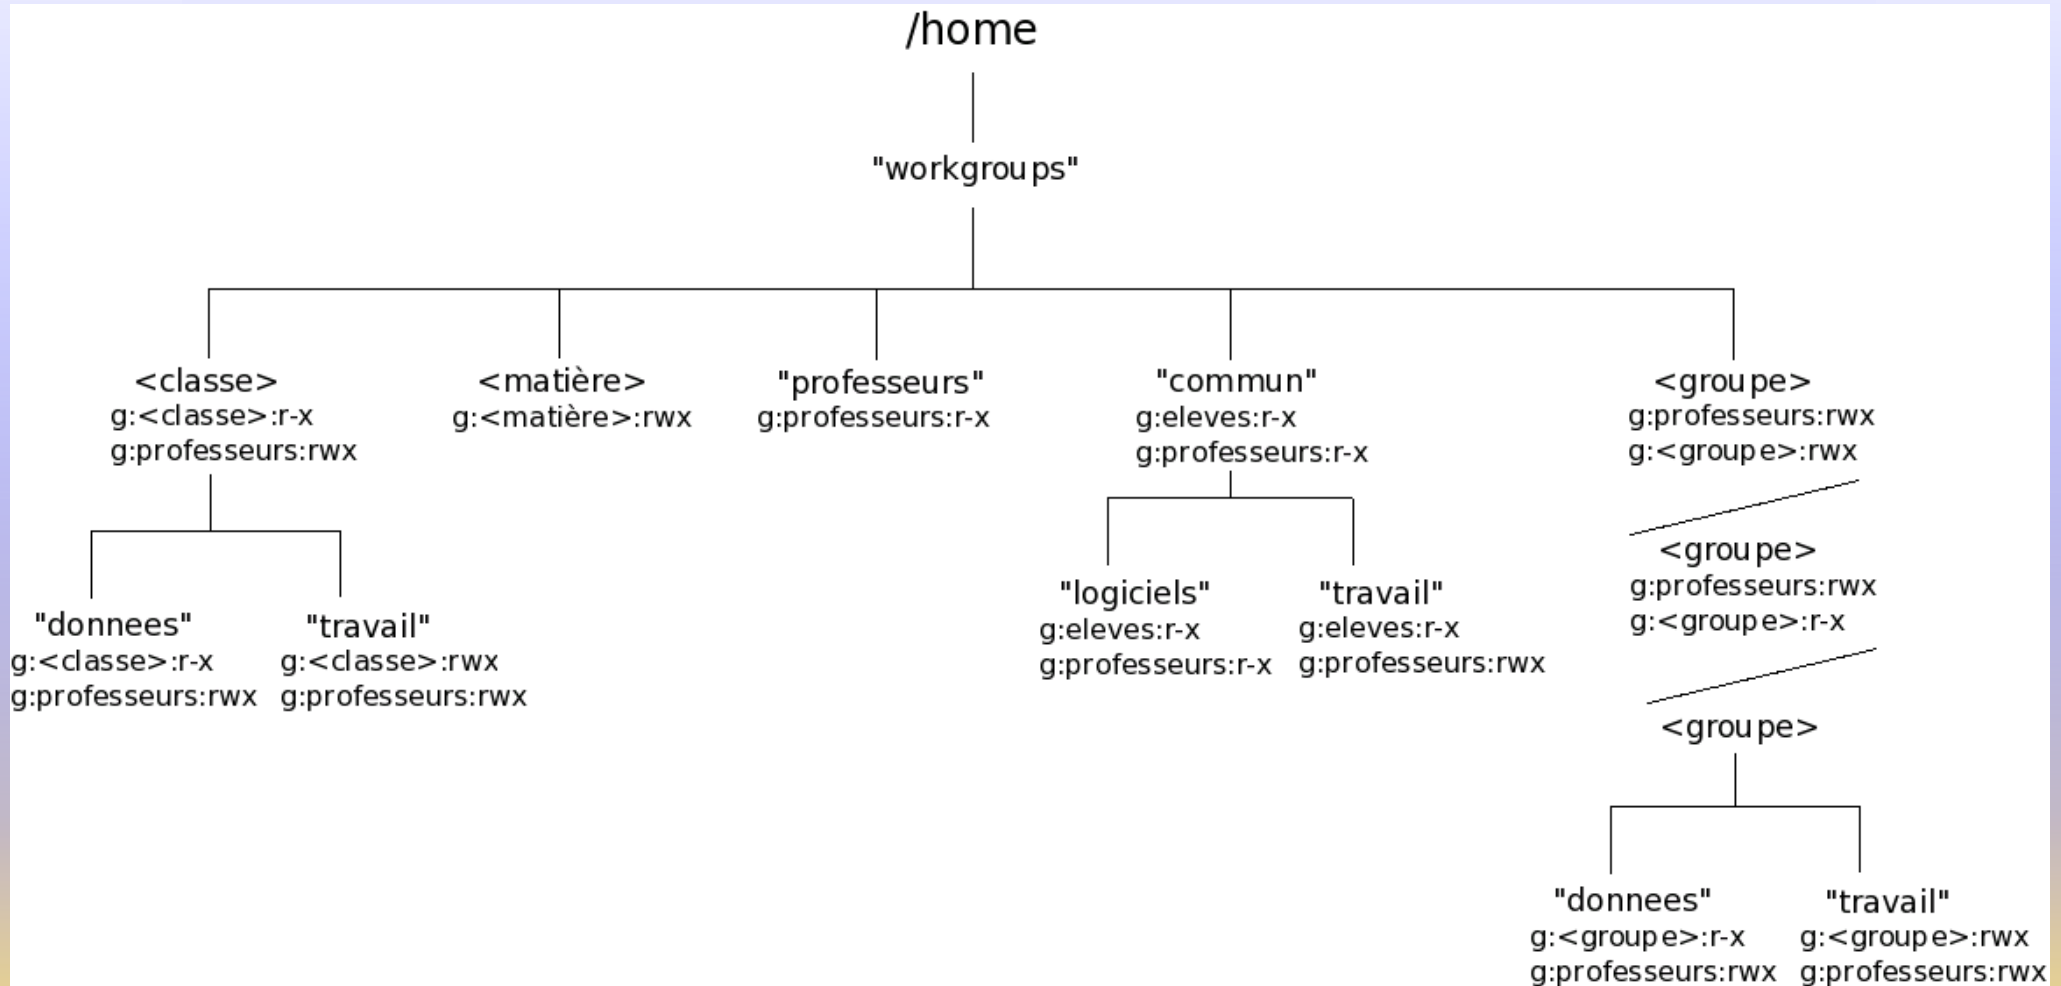 /home
"workgroups"
<classe>
g:<classe>:r-x
g:professeurs:rwx
<matière>
g:<matière>:rwx
"professeurs"
g:professeurs:r-x
"commun"
g:eleves:r-x
g:professeurs:r-x
<groupe>
g:professeurs:rwx
g:<groupe>:rwx
<groupe>
g:professeurs:rwx
g:<groupe>:r-x
<groupe>
"donnees"
g:<classe>:r-x
g:professeurs:rwx
"travail"
g:<classe>:rwx
g:professeurs:rwx
"logiciels"
g:eleves:r-x
g:professeurs:r-x
"travail"
g:eleves:r-x
g:professeurs:rwx
"donnees"
g:<groupe>:r-x
g:professeurs:rwx
"travail"
g:<groupe>:rwx
g:professeurs:rwx